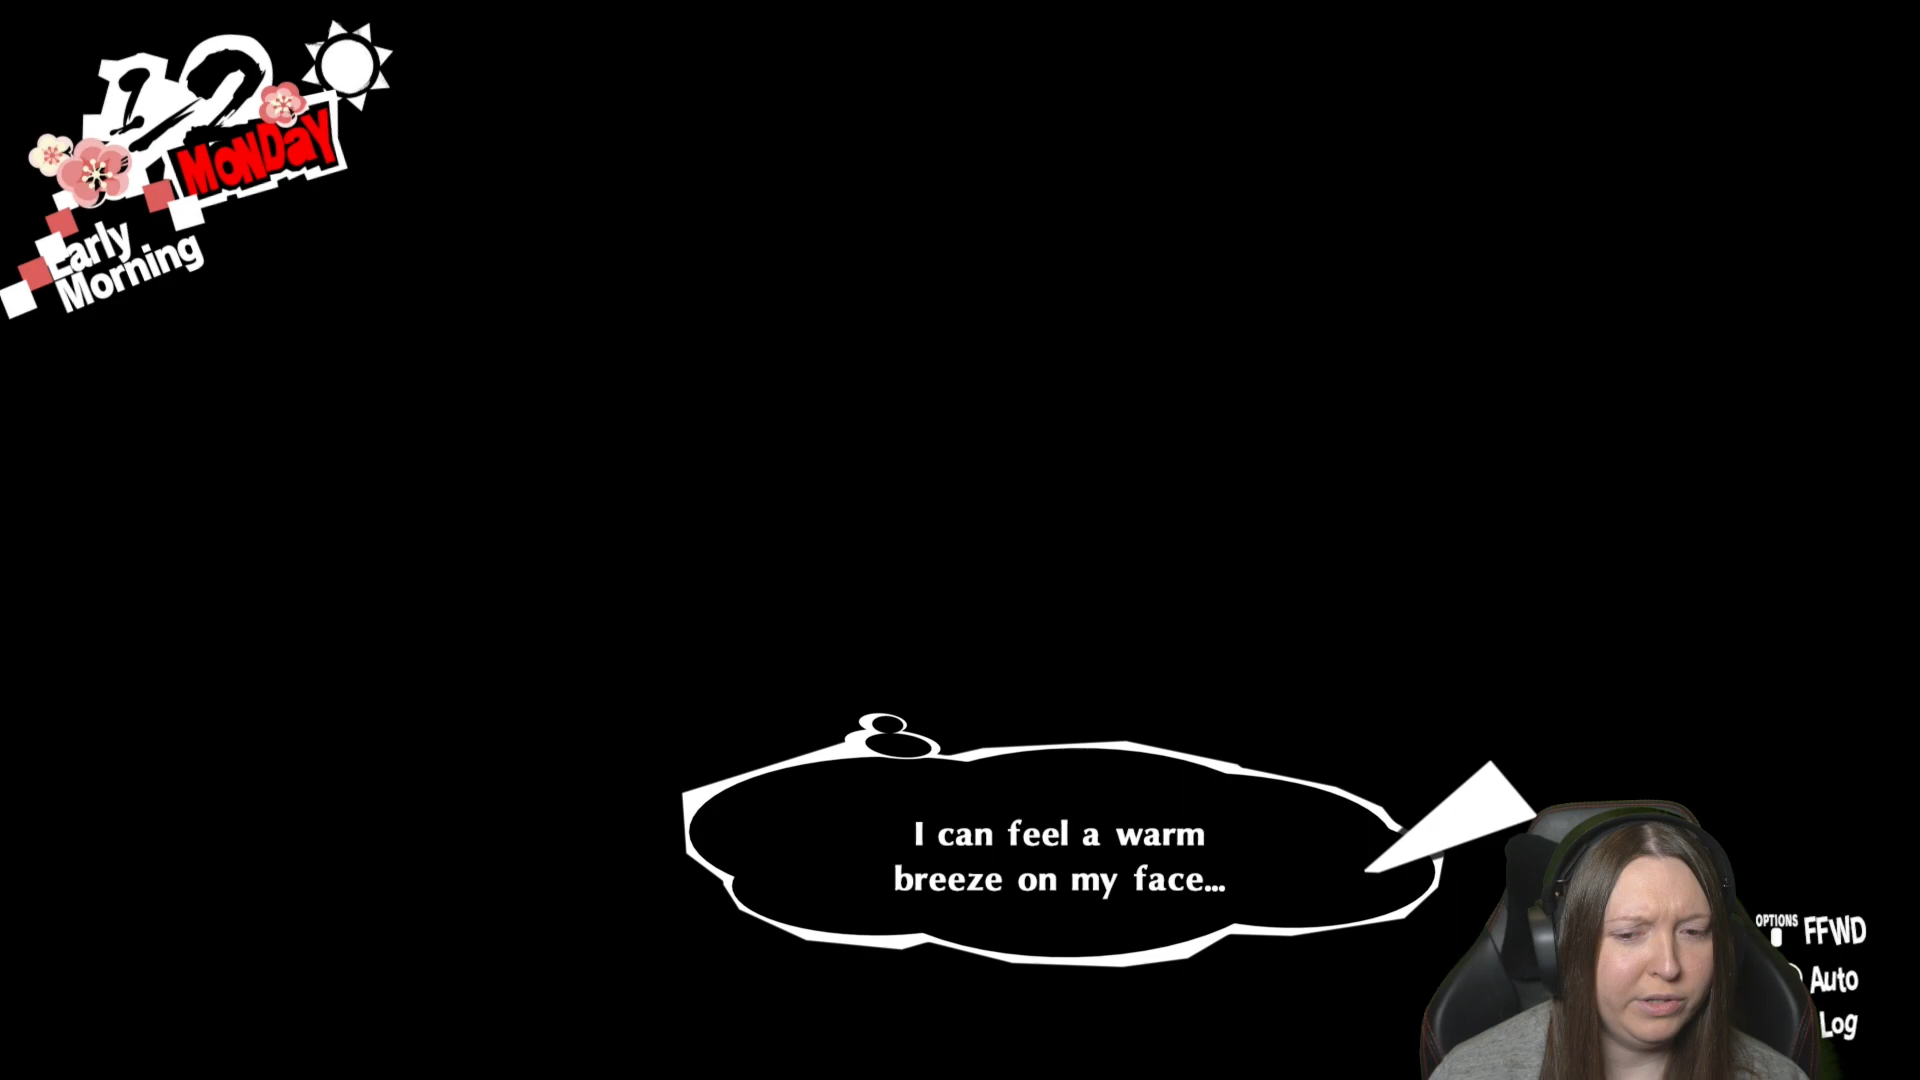 1/2
MONDAY
Early
Morning
I can feel a warm
breeze on my face...
OPTIONS FFWD
Auto
Log